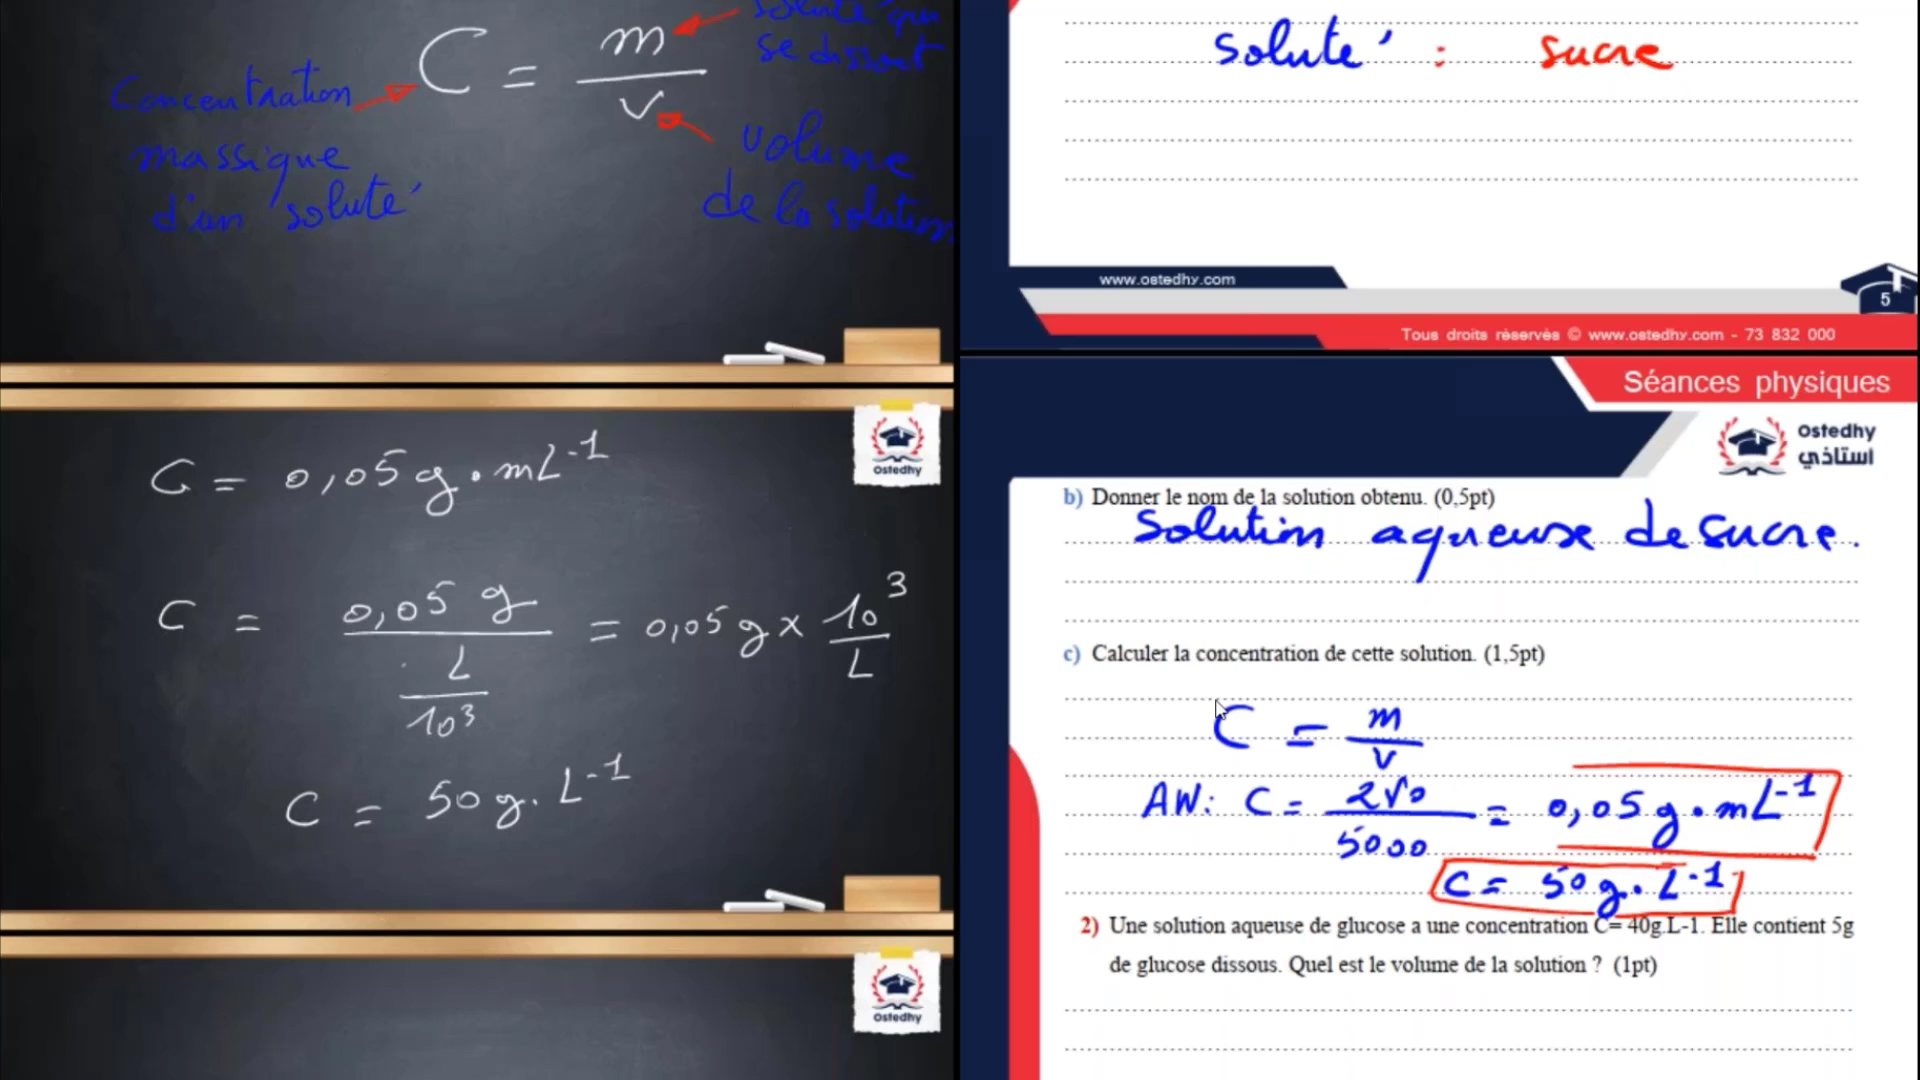 soluté qui
se dissout
C = m / v
Concentration
massique
d'un soluté
volume
de la solution
Ostedhy
C = 0,05 g . mL-1
C = 0,05 g / L / 10³ = 0,05 g x 10³ / L
C = 50 g . L-1
Ostedhy
soluté : sucre
www.ostedhy.com
5
Tous droits réservés © www.ostedhy.com - 73 832 000
Séances physiques
Ostedhy
أستاذي
b) Donner le nom de la solution obtenu. (0,5pt)
Solution aqueuse de sucre.
c) Calculer la concentration de cette solution. (1,5pt)
C = m / v
AN: C = 250 / 5000 = 0,05 g . mL-1
C = 50 g . L-1
2) Une solution aqueuse de glucose a une concentration C= 40g.L-1. Elle contient 5g
de glucose dissous. Quel est le volume de la solution ? (1pt)